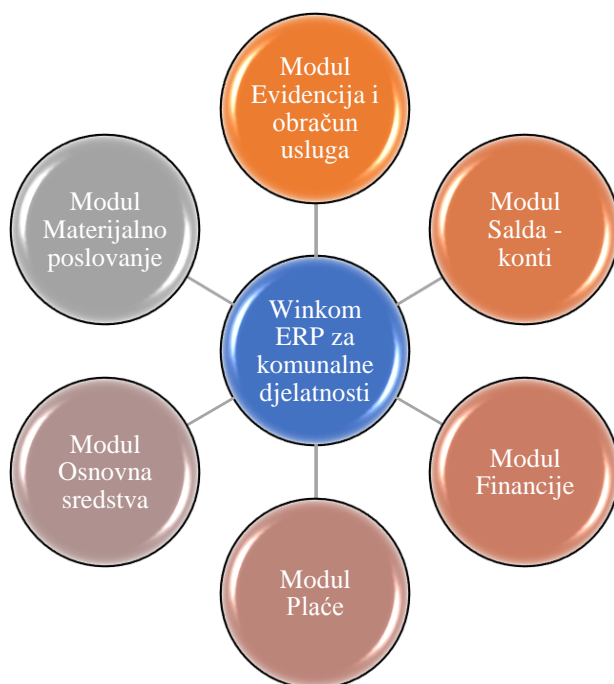 Modul
Evidencija i
obračun
usluga
Modul
Salda -
konti
Modul
Financije
Modul
Plaće
Modul
Osnovna
sredstva
Modul
Materijalno
poslovanje
Winkom
ERP za
komunalne
djelatnosti